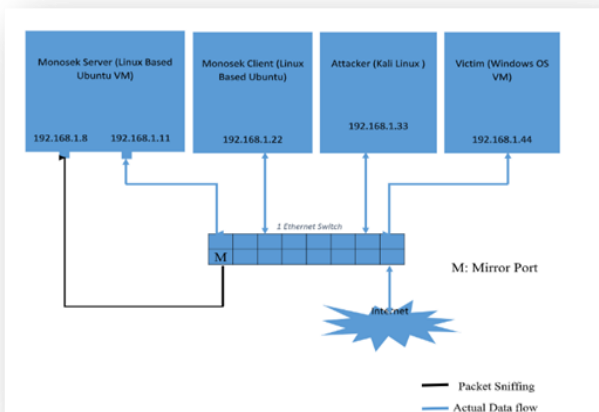 Monosek Server (Linux Based
Ubuntu VM)
192.168.1.8
192.168.1.11
Monosek Client (Linux
Based Ubuntu)
192.168.1.22
Attacker (Kali Linux )
192.168.1.33
Victim (Windows OS
VM)
192.168.1.44
1 Ethernet Switch
M
M: Mirror Port
Internet
Packet Sniffing
Actual Data flow